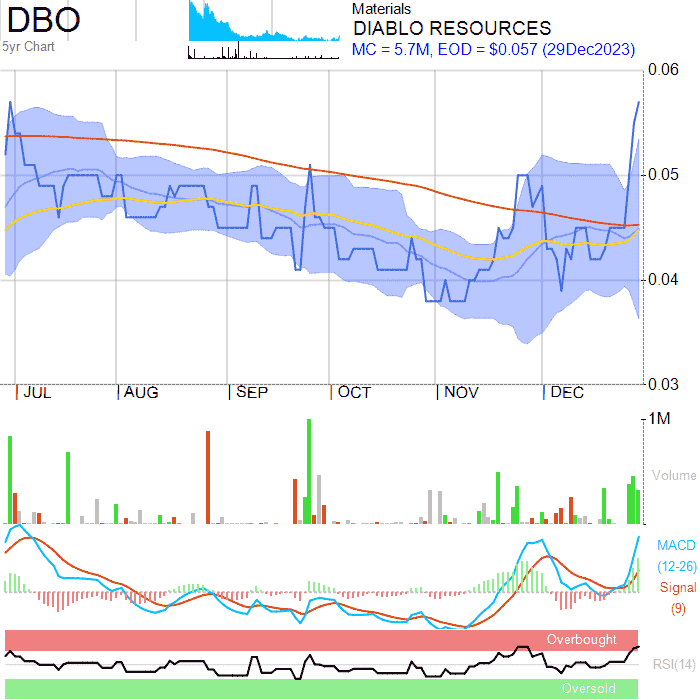 DBO
5yr Chart
Materials
DIABLO RESOURCES
MC = 5.7M, EOD = $0.057 (29Dec2023)
0.06
0.05
0.04
0.03
JUL AUG SEP OCT NOV DEC
1M
Volume
MACD
(12-26)
Signal
(9)
Overbought
RSI(14)
Oversold